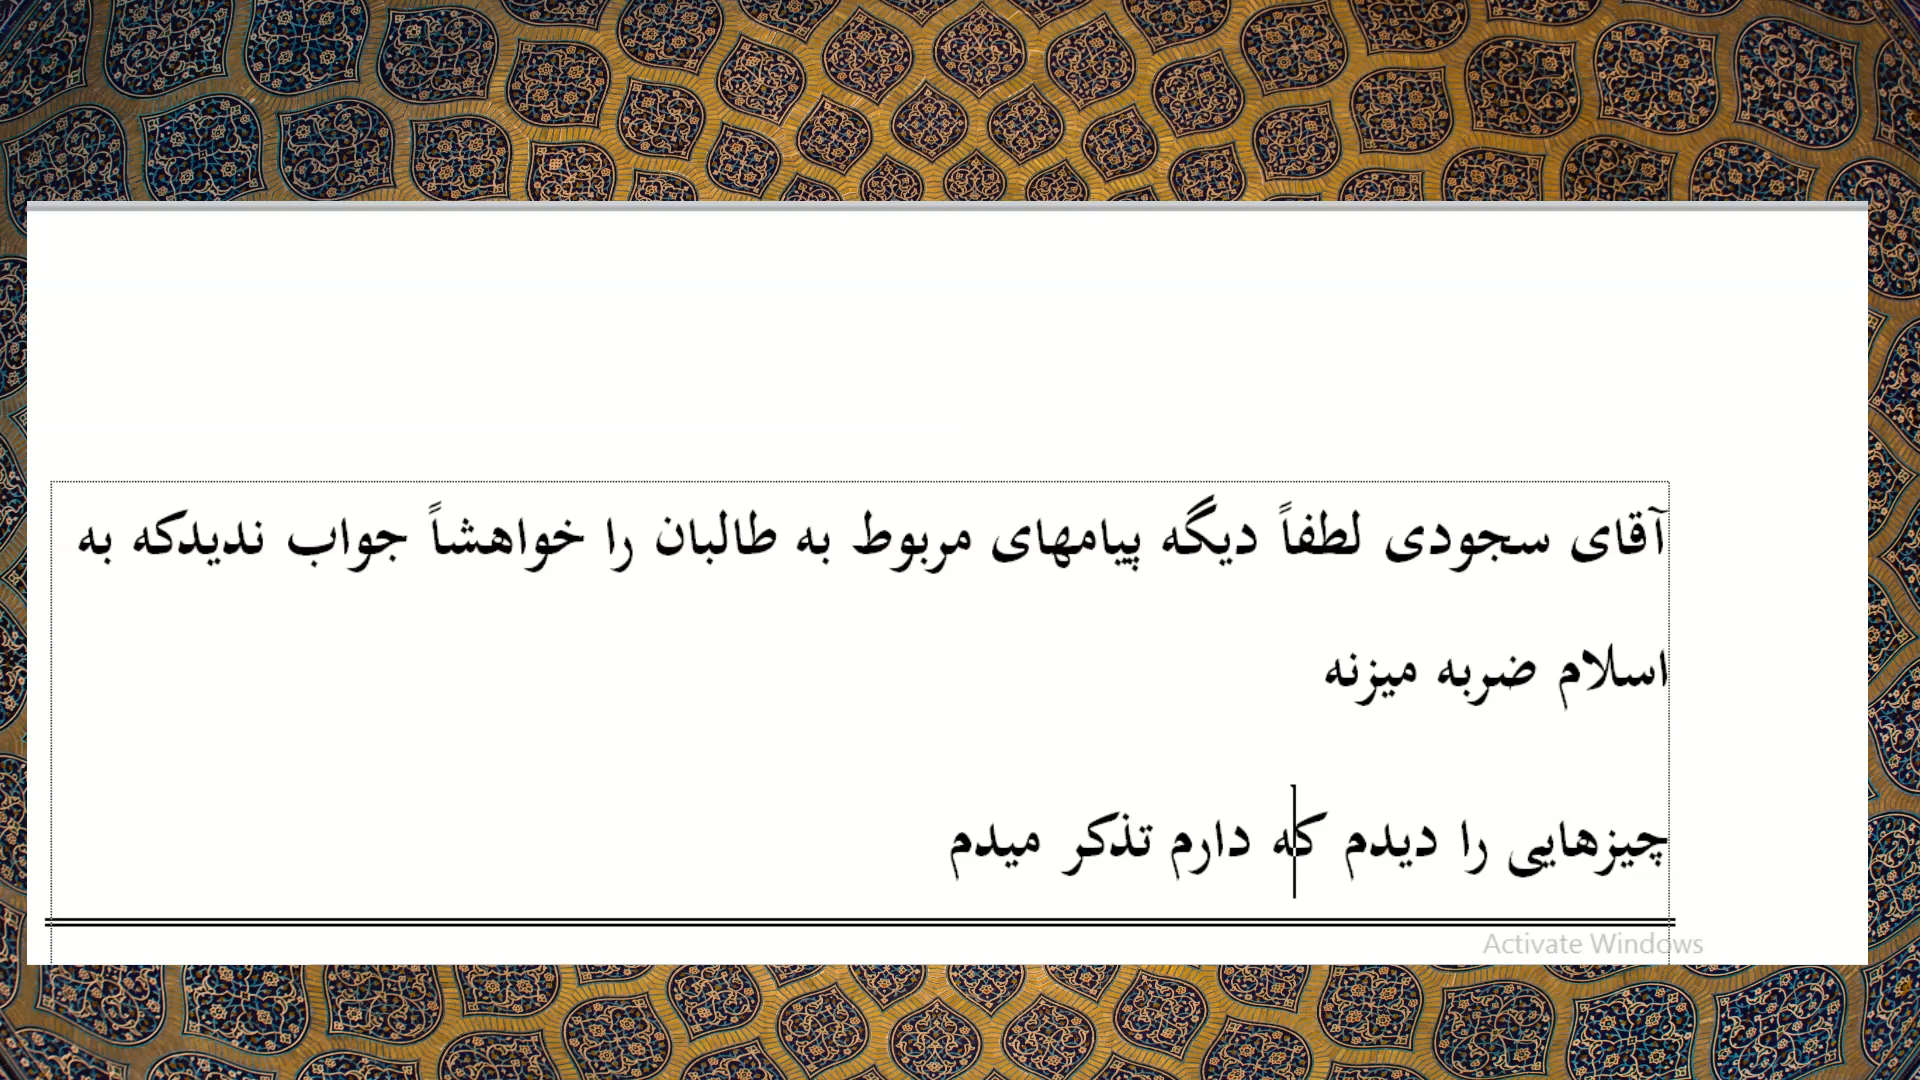 آقای سجودی لطفاً دیگه پیامهای مربوط به طالبان را خواهشاً جواب ندیدکه به
اسلام ضربه میزنه
چیزهایی را دیدم که دارم تذکر میدم
Activate Windows